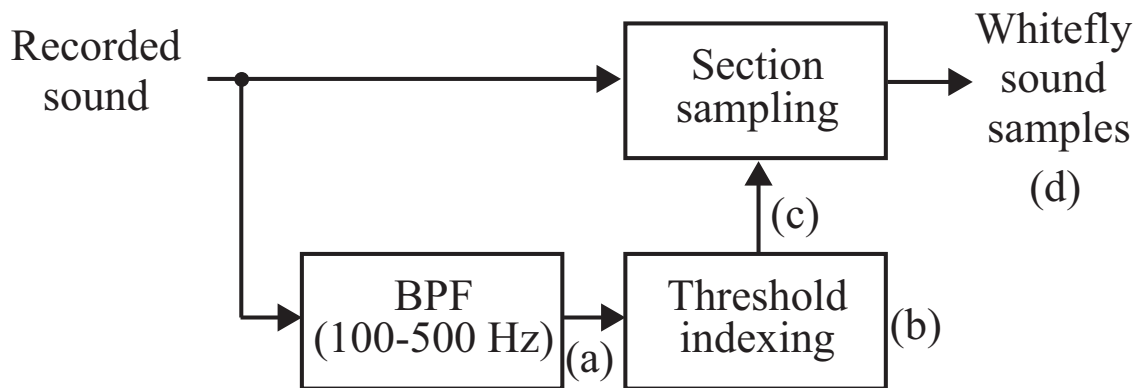 Recorded
sound
Section
sampling
Whitefly
sound
samples
(d)
(c)
BPF
(100-500 Hz)
(a)
Threshold
indexing
(b)